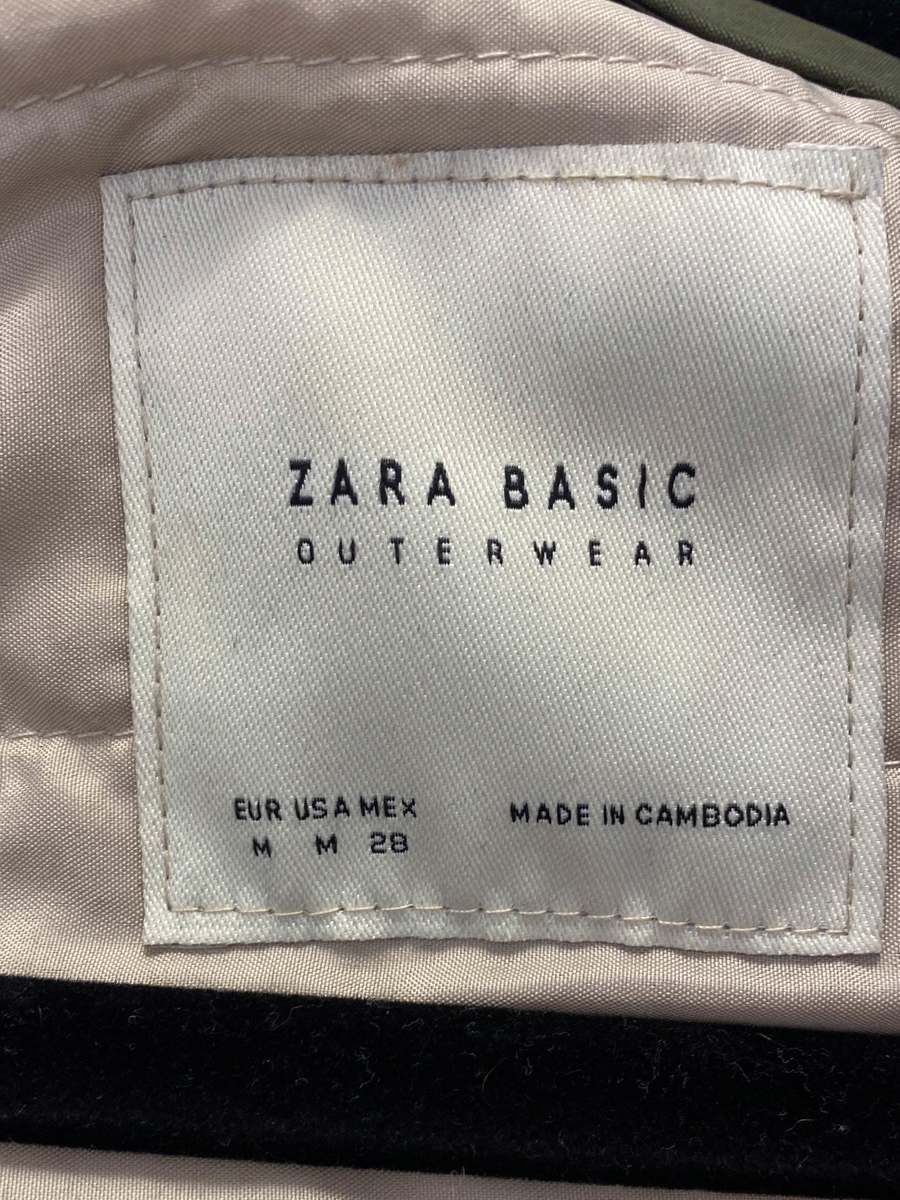 ZARA BASIC
OUTERWEAR
EUR USA MEX
M M 28
MADE IN CAMBODIA